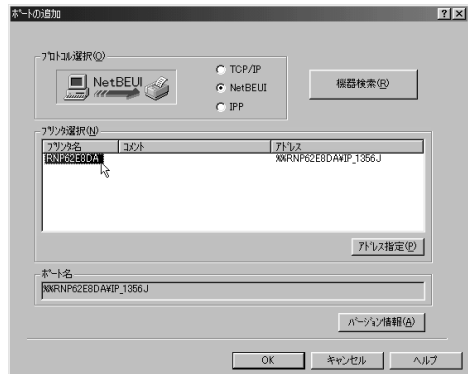 ﾎﾟｰﾄの追加
ﾌﾟﾛﾄｺﾙ選択(O)
NetBEUI
TCP/IP
NetBEUI
IPP
機器検索(R)
ﾌﾟﾘﾝﾀ選択(N)
ﾌﾟﾘﾝﾀ名 ｺﾒﾝﾄ ｱﾄﾞﾚｽ
RNP62E8DA %%RNP62E8DA¥IP_1356J
ｱﾄﾞﾚｽ指定(P)
ﾎﾟｰﾄ名
%%RNP62E8DA¥IP_1356J
ﾊﾞｰｼﾞｮﾝ情報(A)
OK
ｷｬﾝｾﾙ
ﾍﾙﾌﾟ